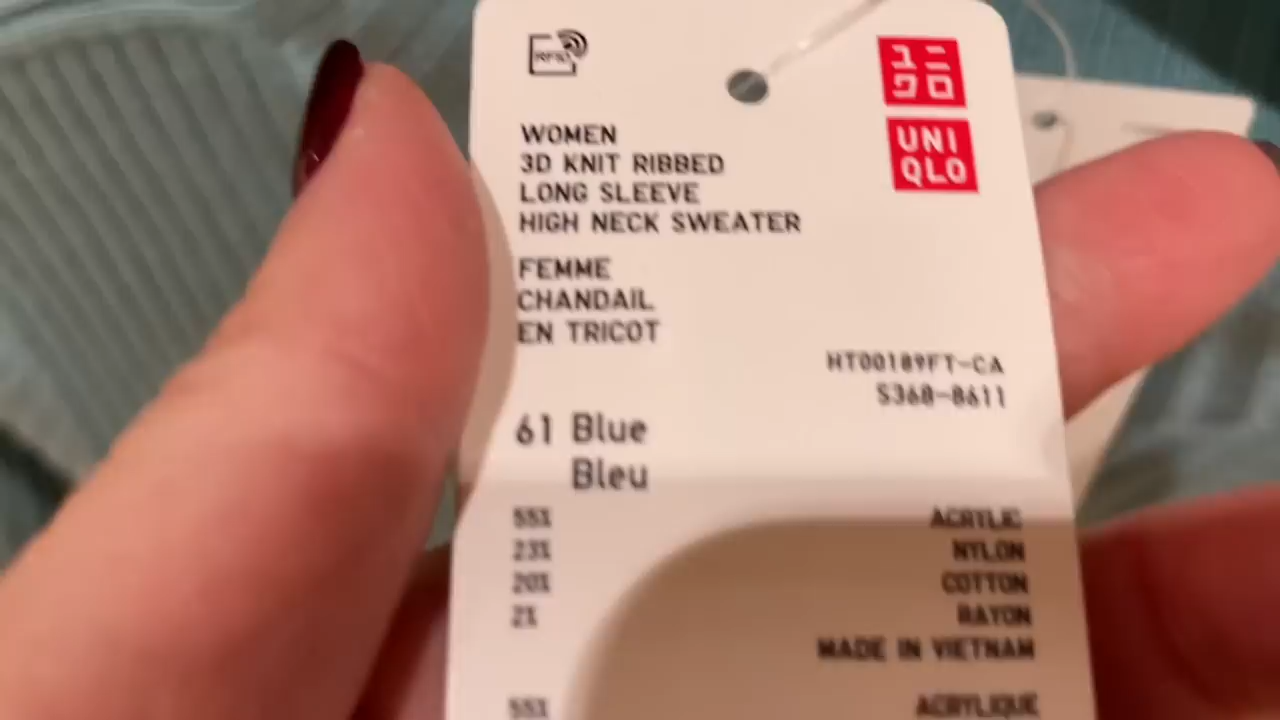 RFID
ユニ
クロ
UNI
QLO
WOMEN
3D KNIT RIBBED
LONG SLEEVE
HIGH NECK SWEATER
FEMME
CHANDAIL
EN TRICOT
HT00189FT-CA
S368-8611
61 Blue
Bleu
55% ACRYLIC
23% NYLON
20% COTTON
2% RAYON
MADE IN VIETNAM
55% ACRYLIQUE